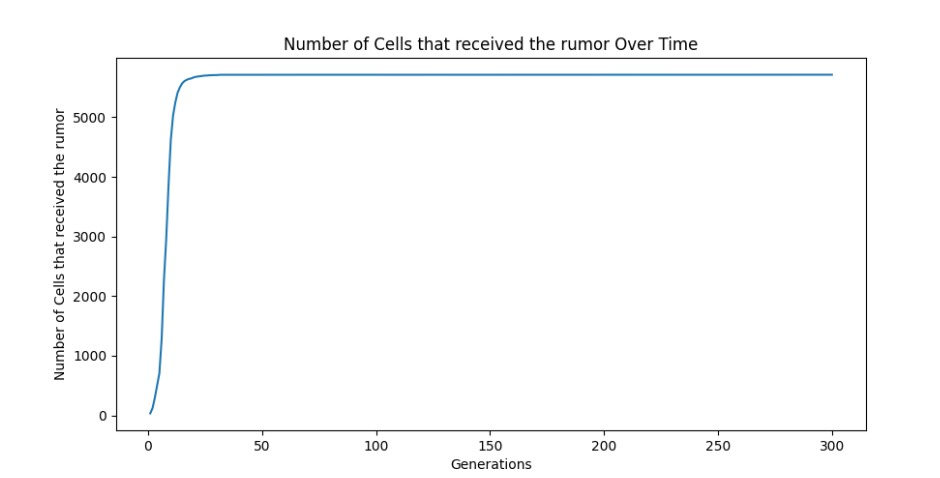 Number of Cells that received the rumor Over Time
Number of Cells that received the rumor
5000
4000
3000
2000
1000
0
0 50 100 150 200 250 300
Generations